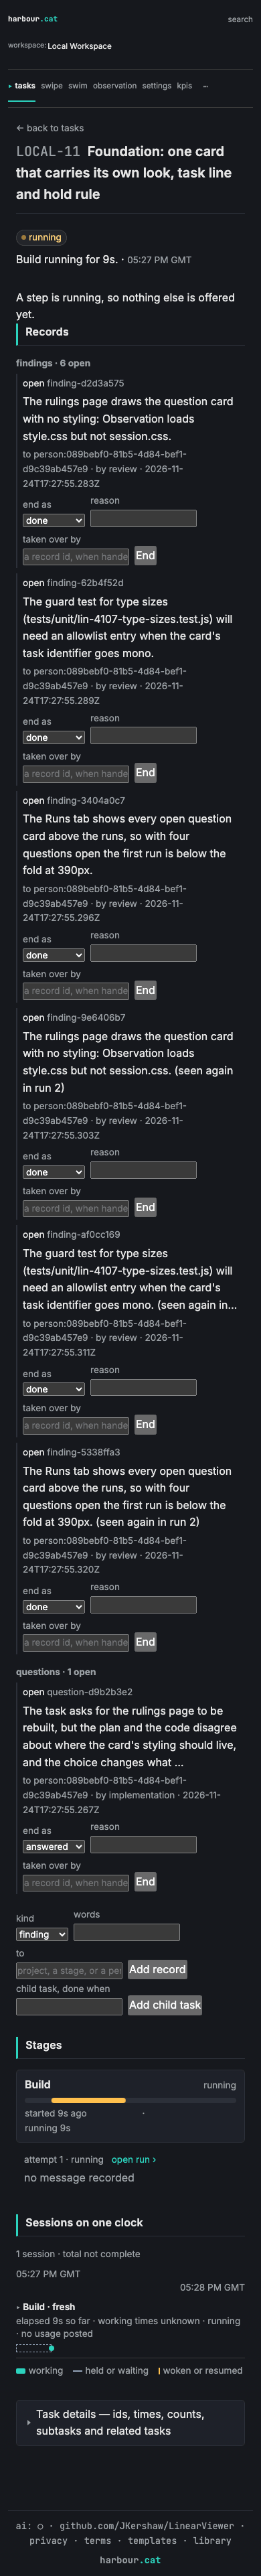 harbour.cat
search
workspace: Local Workspace
▸ tasks swipe swim observation settings kpis …
← back to tasks
LOCAL-11 Foundation: one card
that carries its own look, task line
and hold rule
running
Build running for 9s. · 05:27 PM GMT
A step is running, so nothing else is offered
yet.
Records
findings · 6 open
open finding-d2d3a575
The rulings page draws the question card
with no styling: Observation loads
style.css but not session.css.
to person:089bebf0-81b5-4d84-bef1-
d9c39ab457e9 · by review · 2026-11-
24T17:27:55.283Z
end as reason
done
taken over by
a record id, when hande End
open finding-62b4f52d
The guard test for type sizes
(tests/unit/lin-4107-type-sizes.test.js) will
need an allowlist entry when the card's
task identifier goes mono.
to person:089bebf0-81b5-4d84-bef1-
d9c39ab457e9 · by review · 2026-11-
24T17:27:55.289Z
end as reason
done
taken over by
a record id, when hande End
open finding-3404a0c7
The Runs tab shows every open question
card above the runs, so with four
questions open the first run is below the
fold at 390px.
to person:089bebf0-81b5-4d84-bef1-
d9c39ab457e9 · by review · 2026-11-
24T17:27:55.296Z
end as reason
done
taken over by
a record id, when hande End
open finding-9e6406b7
The rulings page draws the question card
with no styling: Observation loads
style.css but not session.css. (seen again
in run 2)
to person:089bebf0-81b5-4d84-bef1-
d9c39ab457e9 · by review · 2026-11-
24T17:27:55.303Z
end as reason
done
taken over by
a record id, when hande End
open finding-af0cc169
The guard test for type sizes
(tests/unit/lin-4107-type-sizes.test.js) will
need an allowlist entry when the card's
task identifier goes mono. (seen again in…
to person:089bebf0-81b5-4d84-bef1-
d9c39ab457e9 · by review · 2026-11-
24T17:27:55.311Z
end as reason
done
taken over by
a record id, when hande End
open finding-5338ffa3
The Runs tab shows every open question
card above the runs, so with four
questions open the first run is below the
fold at 390px. (seen again in run 2)
to person:089bebf0-81b5-4d84-bef1-
d9c39ab457e9 · by review · 2026-11-
24T17:27:55.320Z
end as reason
done
taken over by
a record id, when hande End
questions · 1 open
open question-d9b2b3e2
The task asks for the rulings page to be
rebuilt, but the plan and the code disagree
about where the card's styling should live,
and the choice changes what …
to person:089bebf0-81b5-4d84-bef1-
d9c39ab457e9 · by implementation · 2026-11-
24T17:27:55.267Z
end as reason
answered
taken over by
a record id, when hande End
kind words
finding
to
project, a stage, or a per Add record
child task, done when
Add child task
Stages
Build running
started 9s ago ·
running 9s
attempt 1 · running open run ›
no message recorded
Sessions on one clock
1 session · total not complete
05:27 PM GMT
05:28 PM GMT
▸ Build · fresh
elapsed 9s so far · working times unknown · running
· no usage posted
working held or waiting woken or resumed
▸ Task details — ids, times, counts,
subtasks and related tasks
ai: ○ · github.com/JKershaw/LinearViewer ·
privacy · terms · templates · library
harbour.cat